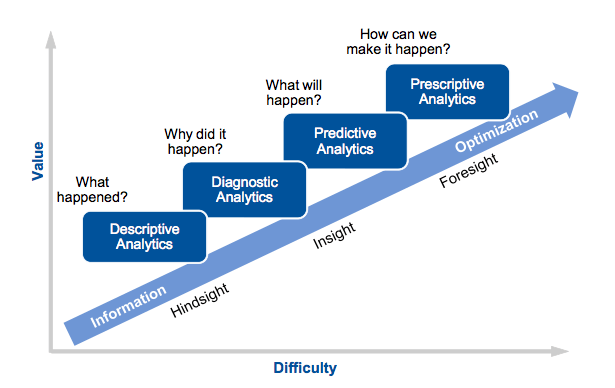 How can we
make it happen?
Prescriptive
Analytics
What will
happen?
Predictive
Analytics
Optimization
Foresight
Why did it
happen?
Diagnostic
Analytics
Insight
What
happened?
Descriptive
Analytics
Information
Hindsight
Value
Difficulty